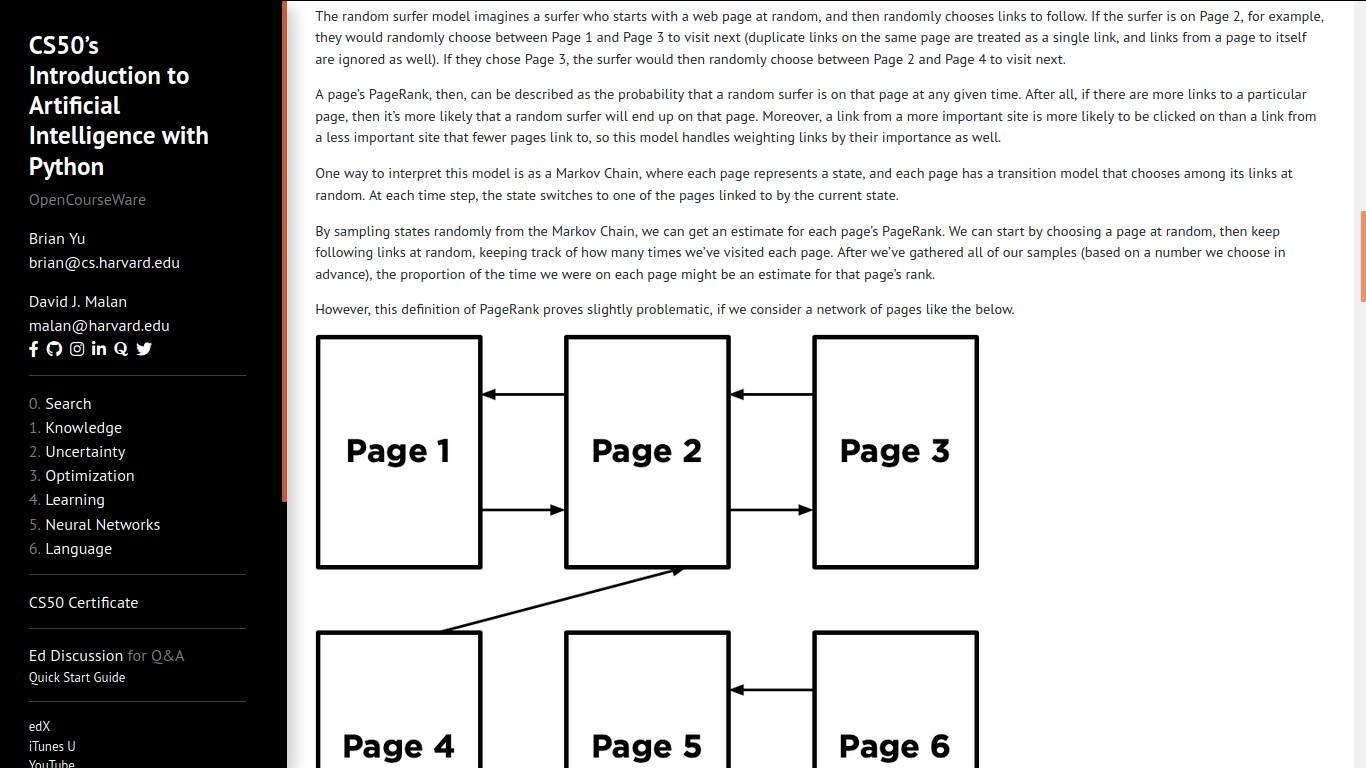 CS50’s
Introduction to
Artificial
Intelligence with
Python
OpenCourseWare
Brian Yu
brian@cs.harvard.edu
David J. Malan
malan@harvard.edu
0. Search
1. Knowledge
2. Uncertainty
3. Optimization
4. Learning
5. Neural Networks
6. Language
CS50 Certificate
Ed Discussion for Q&A
Quick Start Guide
edX
iTunes U
YouTube
The random surfer model imagines a surfer who starts with a web page at random, and then randomly chooses links to follow. If the surfer is on Page 2, for example,
they would randomly choose between Page 1 and Page 3 to visit next (duplicate links on the same page are treated as a single link, and links from a page to itself
are ignored as well). If they chose Page 3, the surfer would then randomly choose between Page 2 and Page 4 to visit next.
A page’s PageRank, then, can be described as the probability that a random surfer is on that page at any given time. After all, if there are more links to a particular
page, then it’s more likely that a random surfer will end up on that page. Moreover, a link from a more important site is more likely to be clicked on than a link from
a less important site that fewer pages link to, so this model handles weighting links by their importance as well.
One way to interpret this model is as a Markov Chain, where each page represents a state, and each page has a transition model that chooses among its links at
random. At each time step, the state switches to one of the pages linked to by the current state.
By sampling states randomly from the Markov Chain, we can get an estimate for each page’s PageRank. We can start by choosing a page at random, then keep
following links at random, keeping track of how many times we’ve visited each page. After we’ve gathered all of our samples (based on a number we choose in
advance), the proportion of the time we were on each page might be an estimate for that page’s rank.
However, this definition of PageRank proves slightly problematic, if we consider a network of pages like the below.
Page 1
Page 2
Page 3
Page 4
Page 5
Page 6